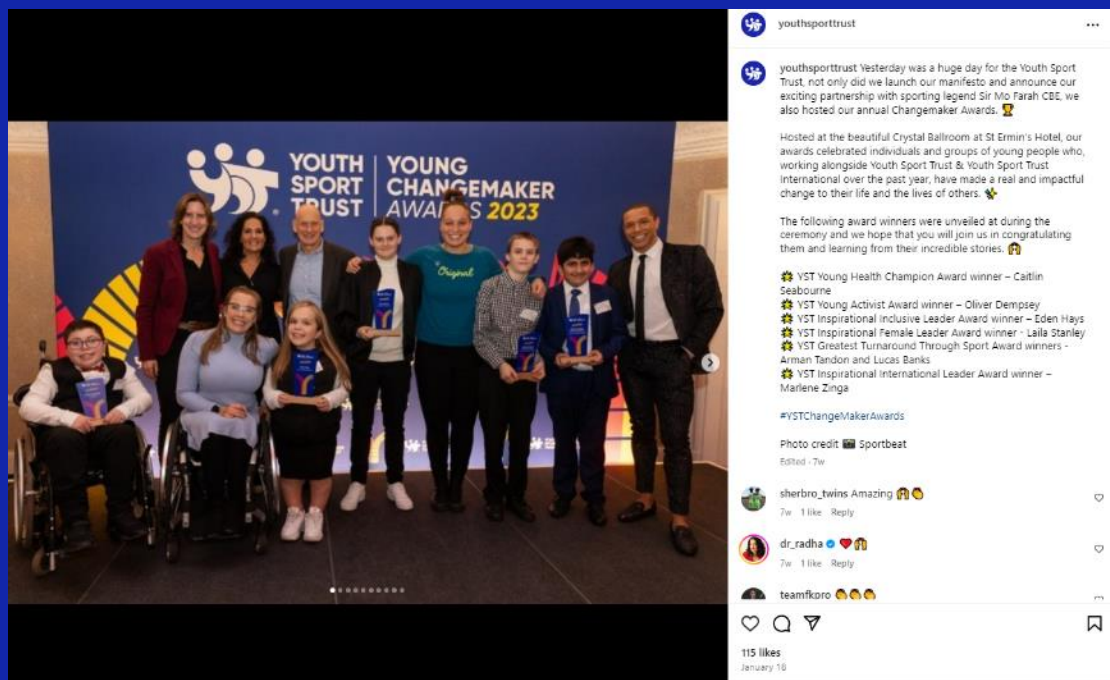 YOUTH
SPORT
TRUST
YOUNG
CHANGEMAKER
AWARDS 2023
Original
youthsporttrust
youthsporttrust Yesterday was a huge day for the Youth Sport
Trust, not only did we launch our manifesto and announce our
exciting partnership with sporting legend Sir Mo Farah CBE, we
also hosted our annual Changemaker Awards. 🏆
Hosted at the beautiful Crystal Ballroom at St Ermin's Hotel, our
awards celebrated individuals and groups of young people who,
working alongside Youth Sport Trust & Youth Sport Trust
International over the past year, have made a real and impactful
change to their life and the lives of others.
The following award winners were unveiled at during the
ceremony and we hope that you will join us in congratulating
them and learning from their incredible stories.
YST Young Health Champion Award winner – Caitlin
Seabourne
YST Young Activist Award winner – Oliver Dempsey
YST Inspirational Inclusive Leader Award winner – Eden Hays
YST Inspirational Female Leader Award winner - Laila Stanley
YST Greatest Turnaround Through Sport Award winners -
Arman Tandon and Lucas Banks
YST Inspirational International Leader Award winner –
Marlene Zinga
#YSTChangeMakerAwards
Photo credit 📷 Sportbeat
Edited · 7w
sherbro_twins Amazing
7w 1 like Reply
dr_radha
7w 1 like Reply
teamfkpro
115 likes
January 16